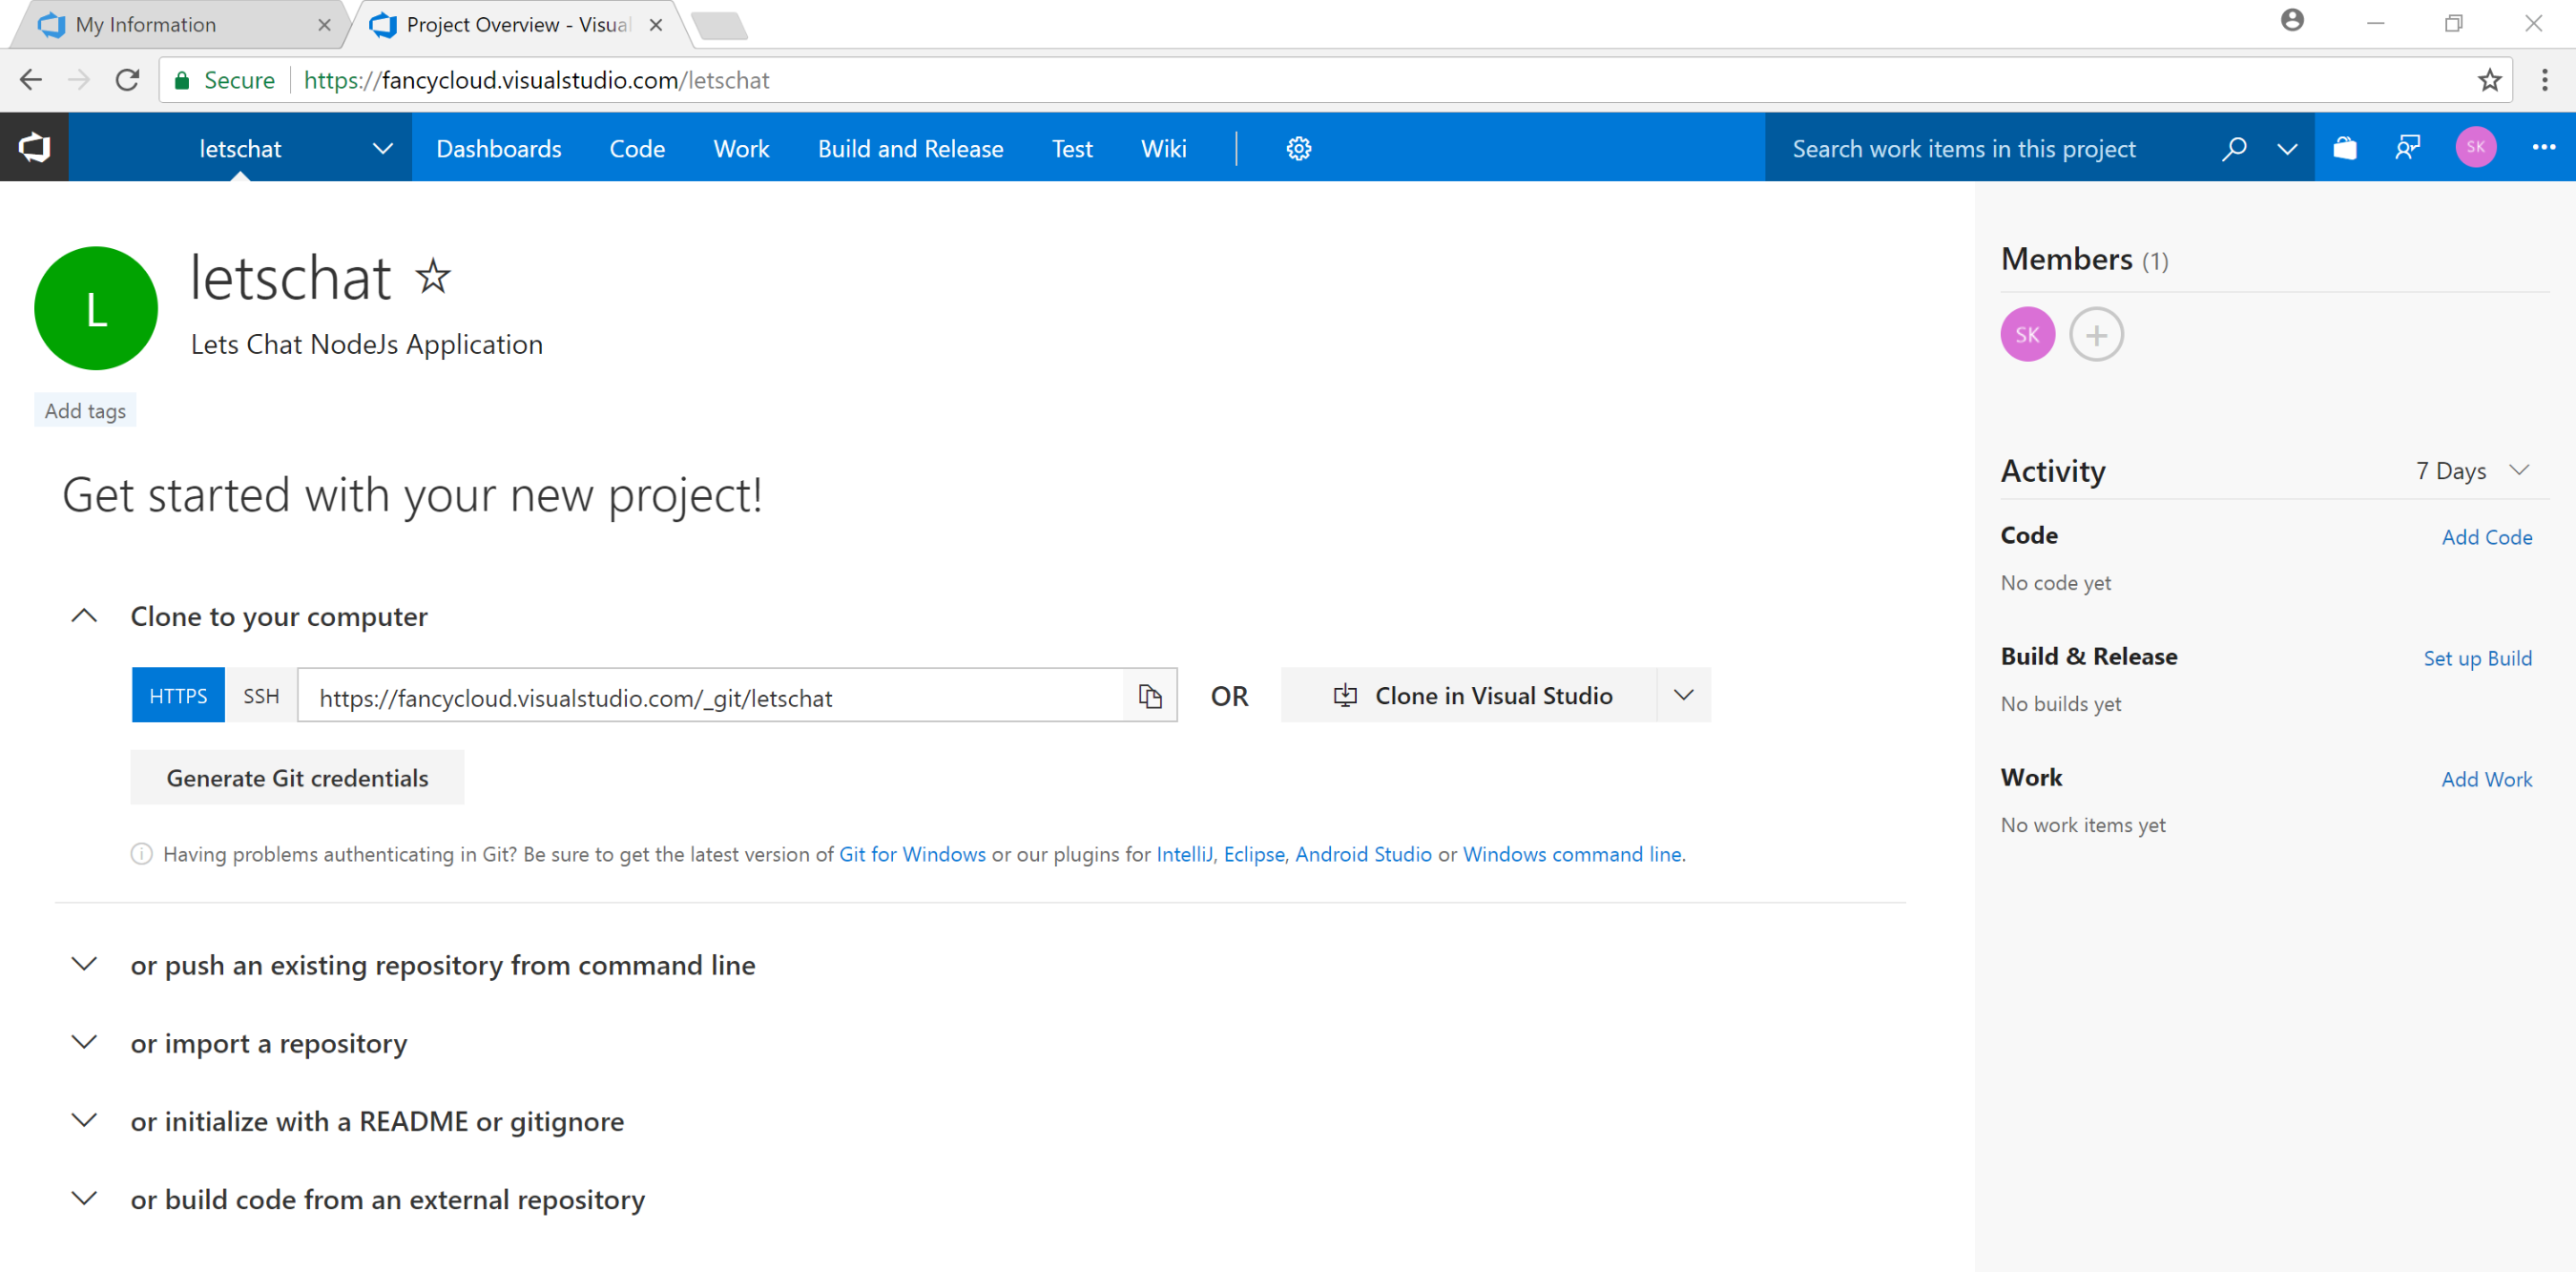 My Information
Project Overview - Visual
Secure https://fancycloud.visualstudio.com/letschat
letschat Dashboards Code Work Build and Release Test Wiki Search work items in this project SK
L
letschat
Lets Chat NodeJs Application
Add tags
Get started with your new project!
Clone to your computer
HTTPS SSH https://fancycloud.visualstudio.com/_git/letschat OR Clone in Visual Studio
Generate Git credentials
Having problems authenticating in Git? Be sure to get the latest version of Git for Windows or our plugins for IntelliJ, Eclipse, Android Studio or Windows command line.
or push an existing repository from command line
or import a repository
or initialize with a README or gitignore
or build code from an external repository
Members (1)
SK
Activity 7 Days
Code Add Code
No code yet
Build & Release Set up Build
No builds yet
Work Add Work
No work items yet